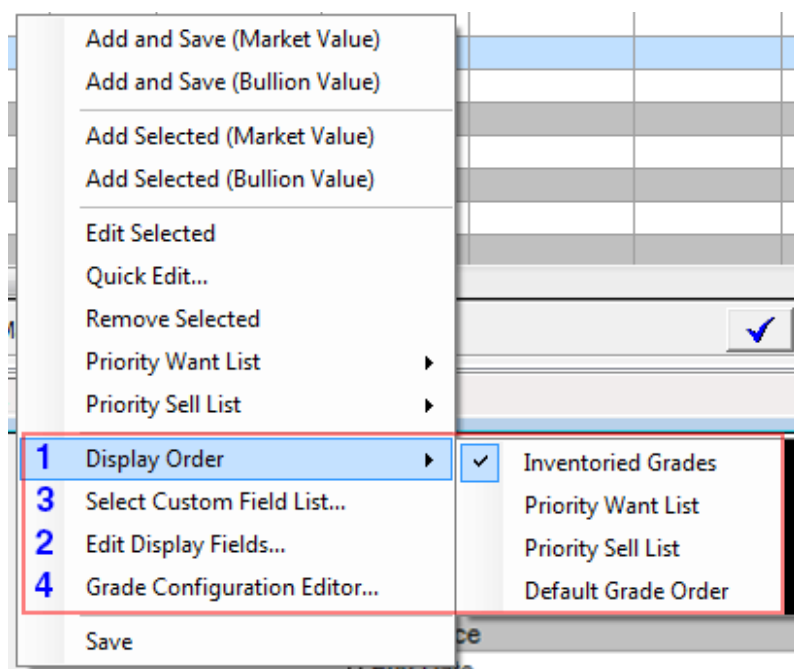 Add and Save (Market Value)
Add and Save (Bullion Value)
Add Selected (Market Value)
Add Selected (Bullion Value)
Edit Selected
Quick Edit...
Remove Selected
Priority Want List
Priority Sell List
1 Display Order
3 Select Custom Field List...
2 Edit Display Fields...
4 Grade Configuration Editor...
Save
Inventoried Grades
Priority Want List
Priority Sell List
Default Grade Order